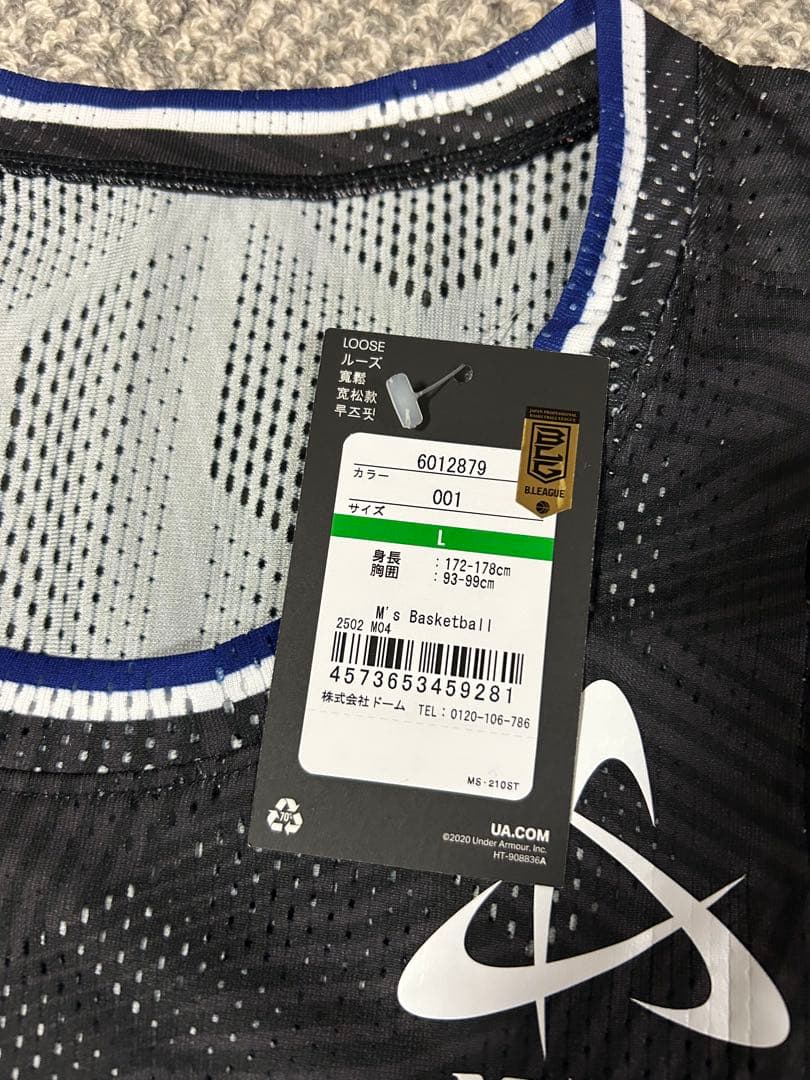 LOOSE
ルーズ
寬鬆
宽松款
루즈핏
JAPAN PROFESSIONAL
BASKETBALL LEAGUE
B.LEAGUE
6012879
カラー
001
サイズ
L
身長 : 172-178cm
胸囲 : 93-99cm
M's Basketball
2502 M04
4573653459281
株式会社ドーム TEL : 0120-106-786
MS-210ST
70%
UA.COM
©2020 Under Armour, Inc.
HT-908836A